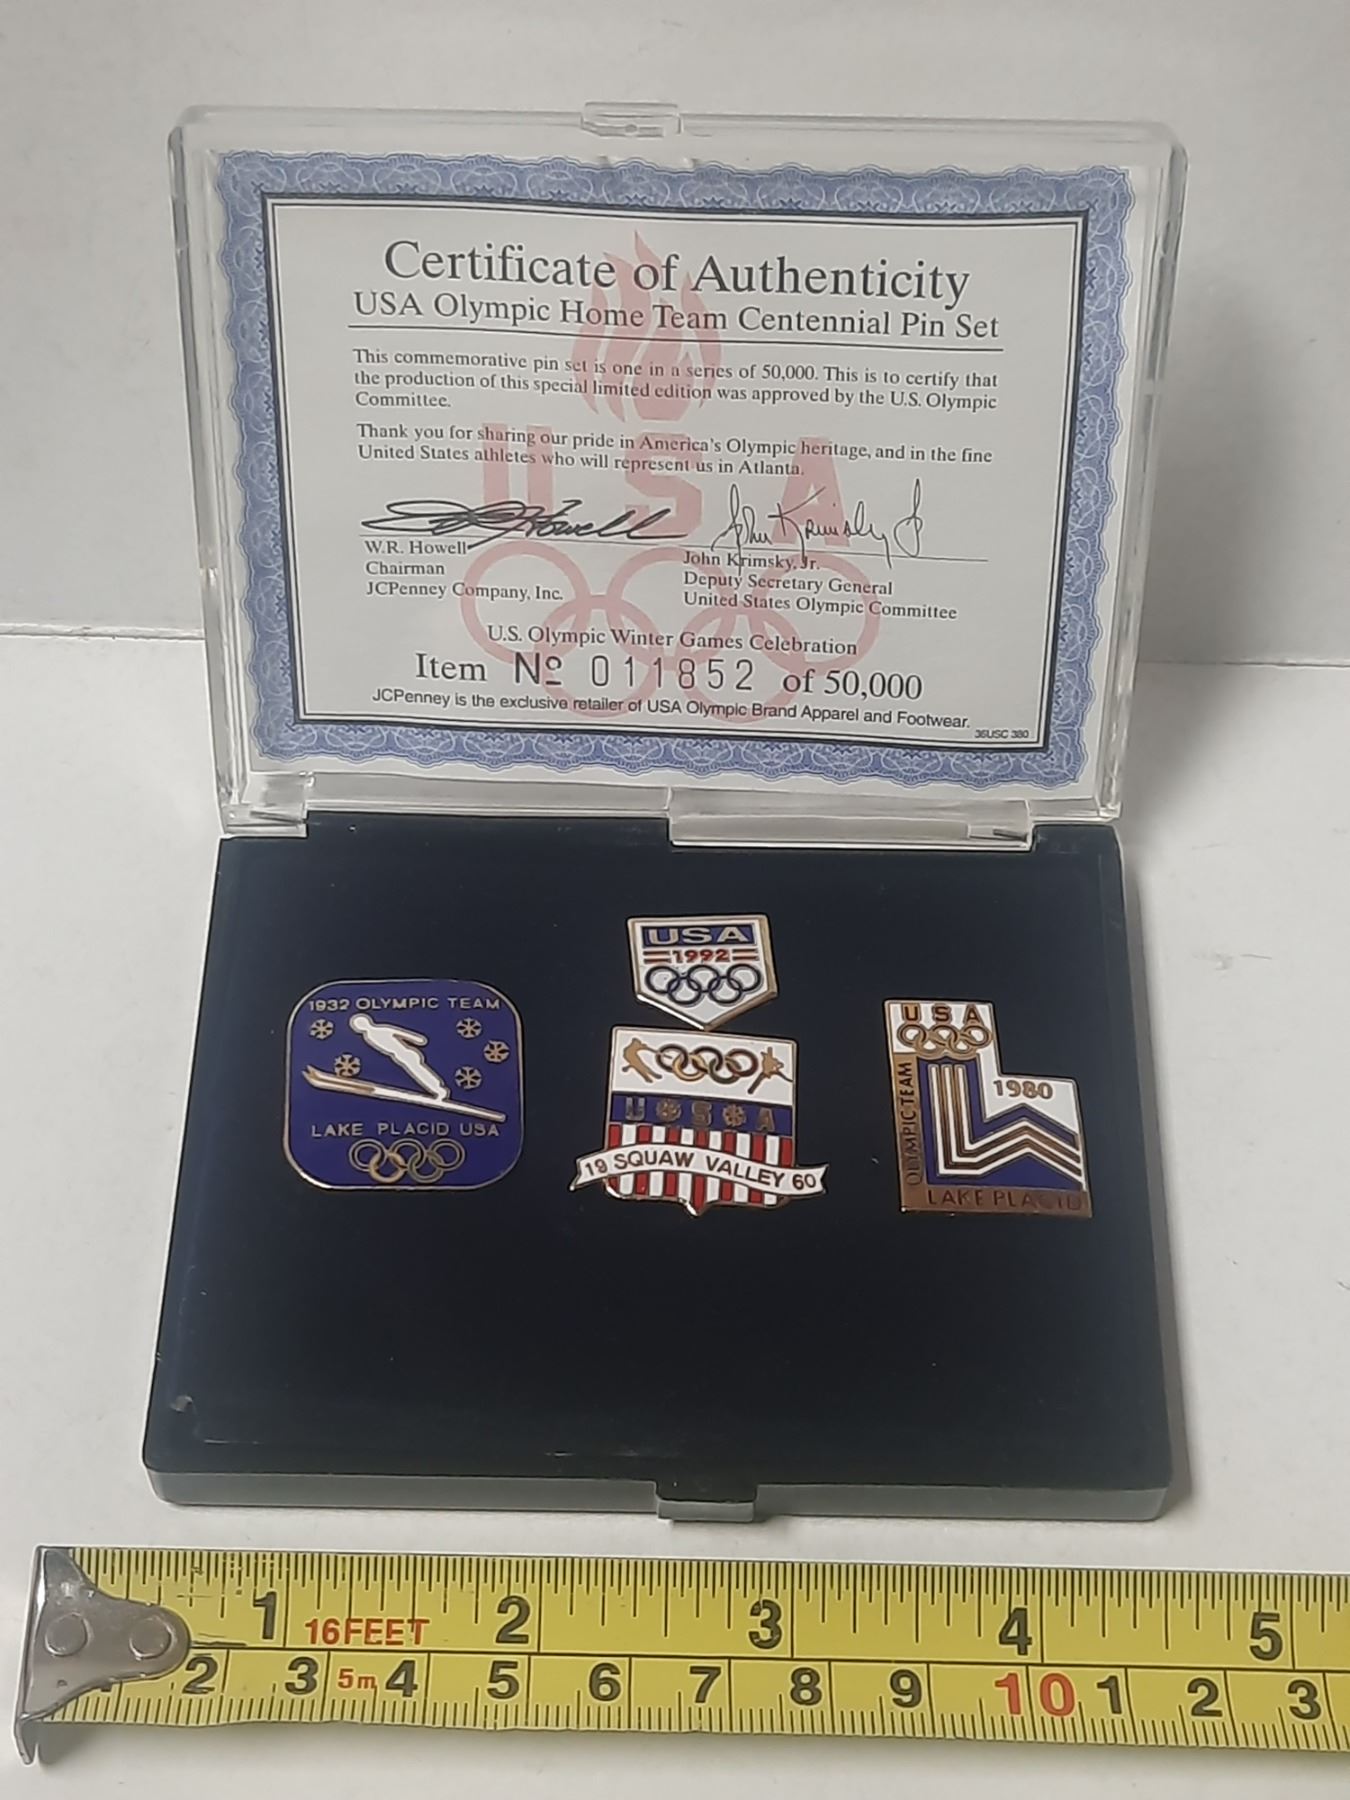 Certificate of Authenticity
USA Olympic Home Team Centennial Pin Set
This commemorative pin set is one in a series of 50,000. This is to certify that
the production of this special limited edition was approved by the U.S. Olympic
Committee.
Thank you for sharing our pride in America's Olympic heritage, and in the fine
United States athletes who will represent us in Atlanta.
USA
W.R. Howell
Chairman
JCPenney Company, Inc.
John Krimsky, Jr.
Deputy Secretary General
United States Olympic Committee
U.S. Olympic Winter Games Celebration
Item Nº 011852 of 50,000
JCPenney is the exclusive retailer of USA Olympic Brand Apparel and Footwear.
36USC 380
USA
1992
1932 OLYMPIC TEAM
LAKE PLACID USA
U S A
19 SQUAW VALLEY 60
USA
1980
OLYMPIC TEAM
LAKE PLACID
1 16FEET 2 3 4 5
2 3 5m 4 5 6 7 8 9 10 1 2 3